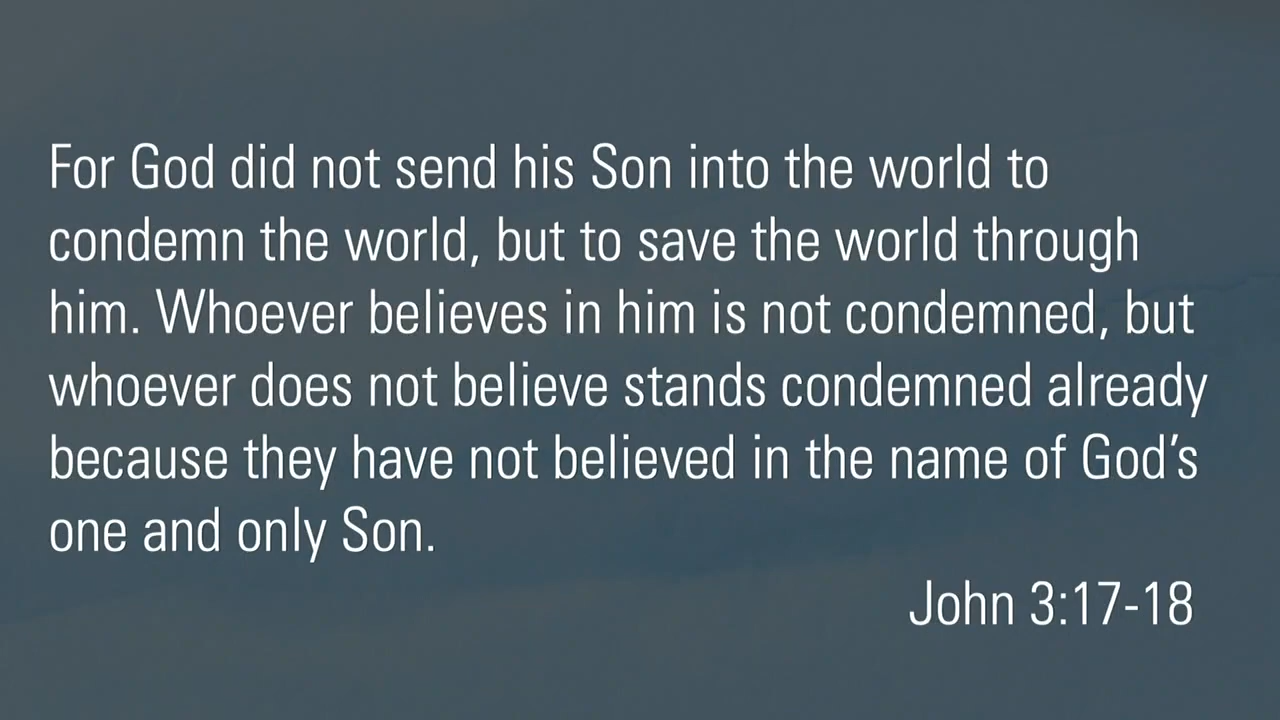 For God did not send his Son into the world to
condemn the world, but to save the world through
him. Whoever believes in him is not condemned, but
whoever does not believe stands condemned already
because they have not believed in the name of God’s
one and only Son.
John 3:17-18